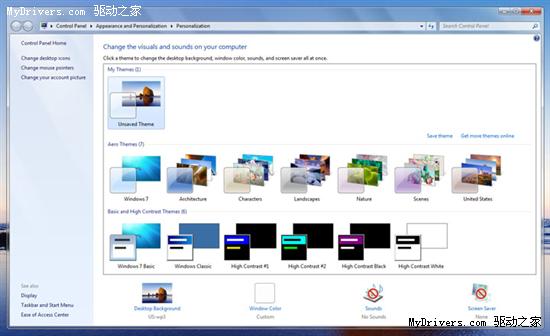 MyDrivers.com 驱动之家
Control Panel
Appearance and Personalization
Personalization
Search Control Panel
Control Panel Home
Change desktop icons
Change mouse pointers
Change your account picture
Change the visuals and sounds on your computer
Click a theme to change the desktop background, window color, sounds, and screen saver all at once.
My Themes (1)
Unsaved Theme
Save theme
Get more themes online
Aero Themes (7)
Windows 7
Architecture
Characters
Landscapes
Nature
Scenes
United States
Basic and High Contrast Themes (6)
Windows 7 Basic
Windows Classic
High Contrast #1
High Contrast #2
High Contrast Black
High Contrast White
See also
Display
Taskbar and Start Menu
Ease of Access Center
Desktop Background
US-wp3
Window Color
Custom
Sounds
No Sounds
Screen Saver
None
MyDrivers.com 驱动之家